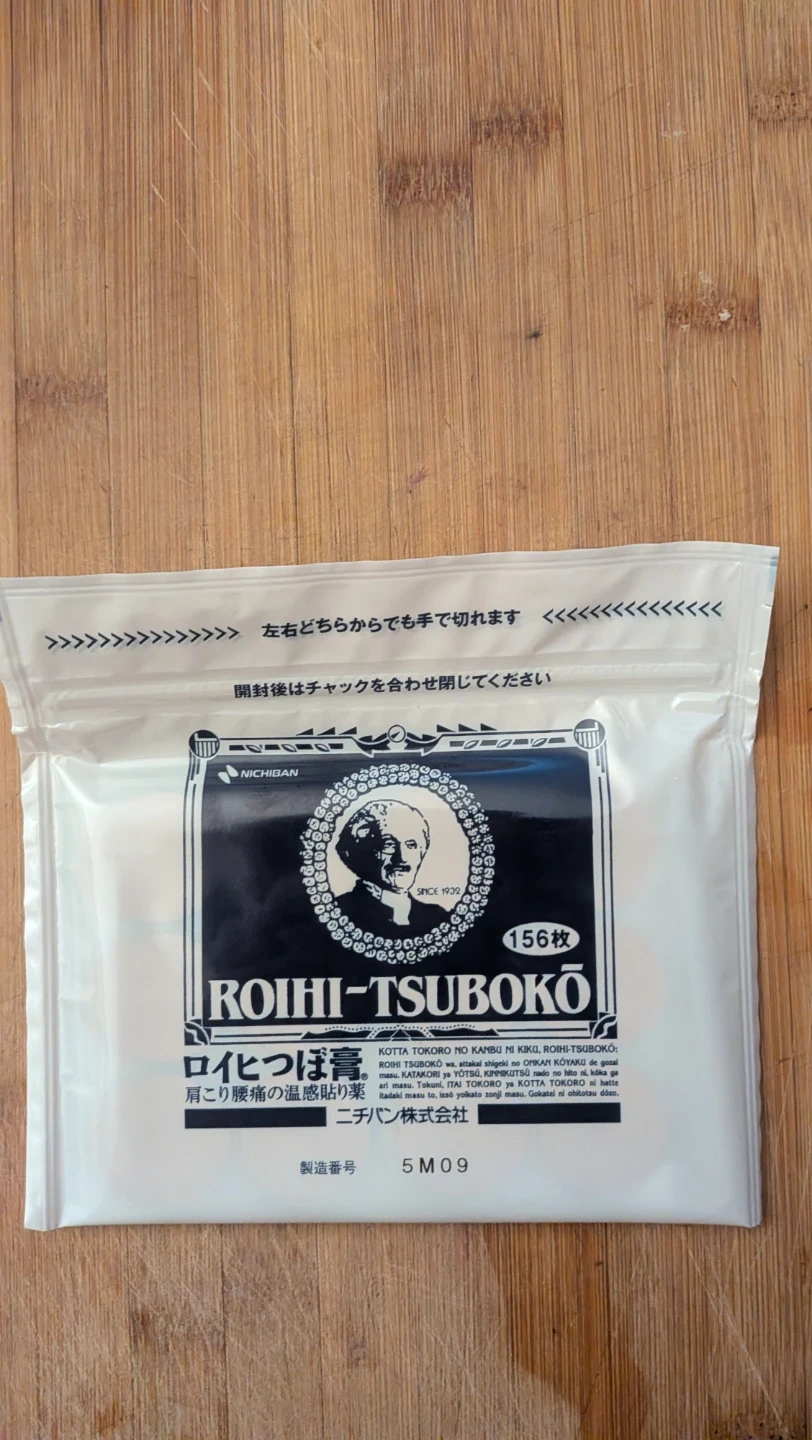 >>>>>>>>>>>>>>> 左右どちらからでも手で切れます <<<<<<<<<<<<<<<
開封後はチャックを合わせ閉じてください
NICHIBAN
SINCE 1932
156枚
ROIHI-TSUBOKŌ
ロイヒつぼ膏®
肩こり腰痛の温感貼り薬
KOTTA TOKORO NO KANBU NI KIKU, ROIHI-TSUBOKŌ;
ROIHI TSUBOKŌ wa, attakai shigeki no ONKAN KŌYAKU de gozai
masu. KATAKORI ya YŌTSŪ, KINNIKUTSŪ nado no hito ni, kōka ga
ari masu. Tokuni, ITAI TOKORO ya KOTTA TOKORO ni hatte
itadaki masu to, issō yoikato zonji masu. Gokatei ni ohitotsu dōzo.
ニチバン株式会社
製造番号 5M09